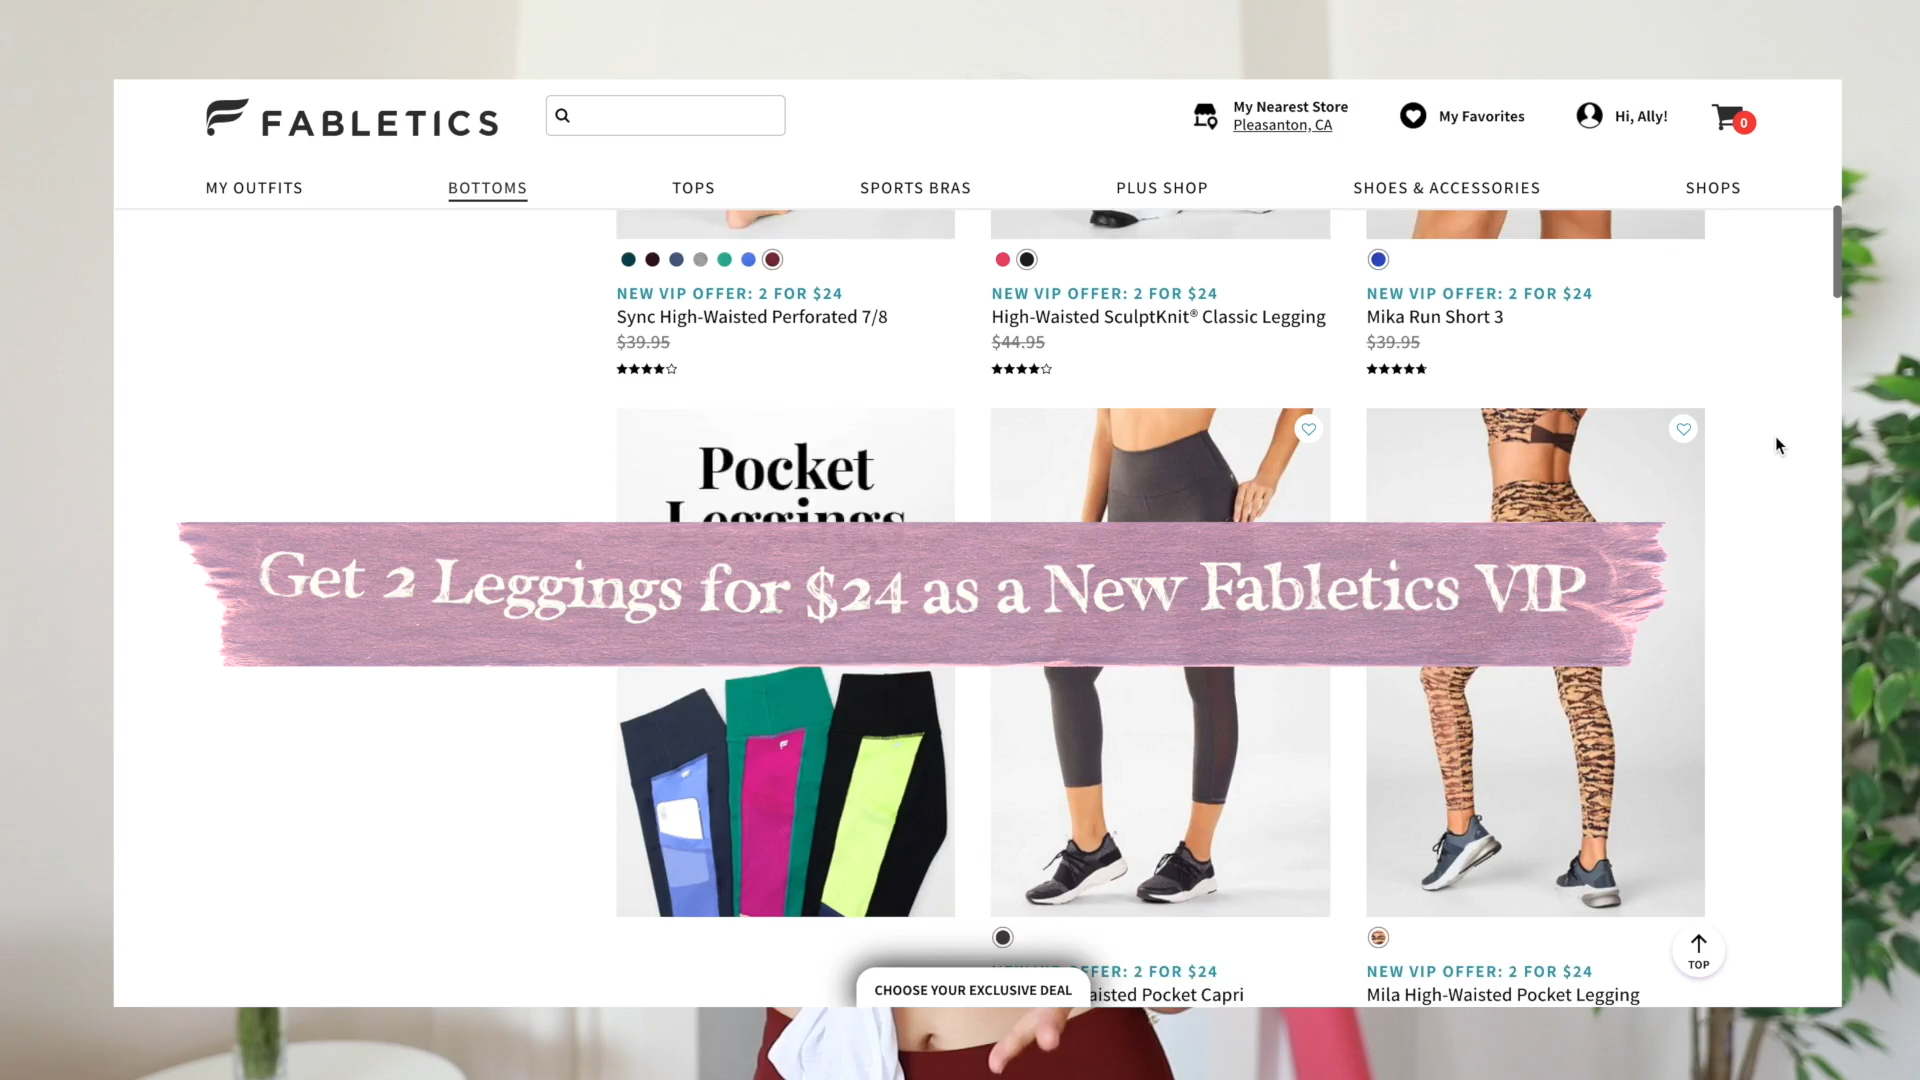 FABLETICS
My Nearest Store
Pleasanton, CA
My Favorites
Hi, Ally!
0
MY OUTFITS
BOTTOMS
TOPS
SPORTS BRAS
PLUS SHOP
SHOES & ACCESSORIES
SHOPS
NEW VIP OFFER: 2 FOR $24
Sync High-Waisted Perforated 7/8
$39.95
NEW VIP OFFER: 2 FOR $24
High-Waisted SculptKnit® Classic Legging
$44.95
NEW VIP OFFER: 2 FOR $24
Mika Run Short 3
$39.95
Pocket
Leggings
Get 2 Leggings for $24 as a New Fabletics VIP
FER: 2 FOR $24
aisted Pocket Capri
NEW VIP OFFER: 2 FOR $24
Mila High-Waisted Pocket Legging
TOP
CHOOSE YOUR EXCLUSIVE DEAL